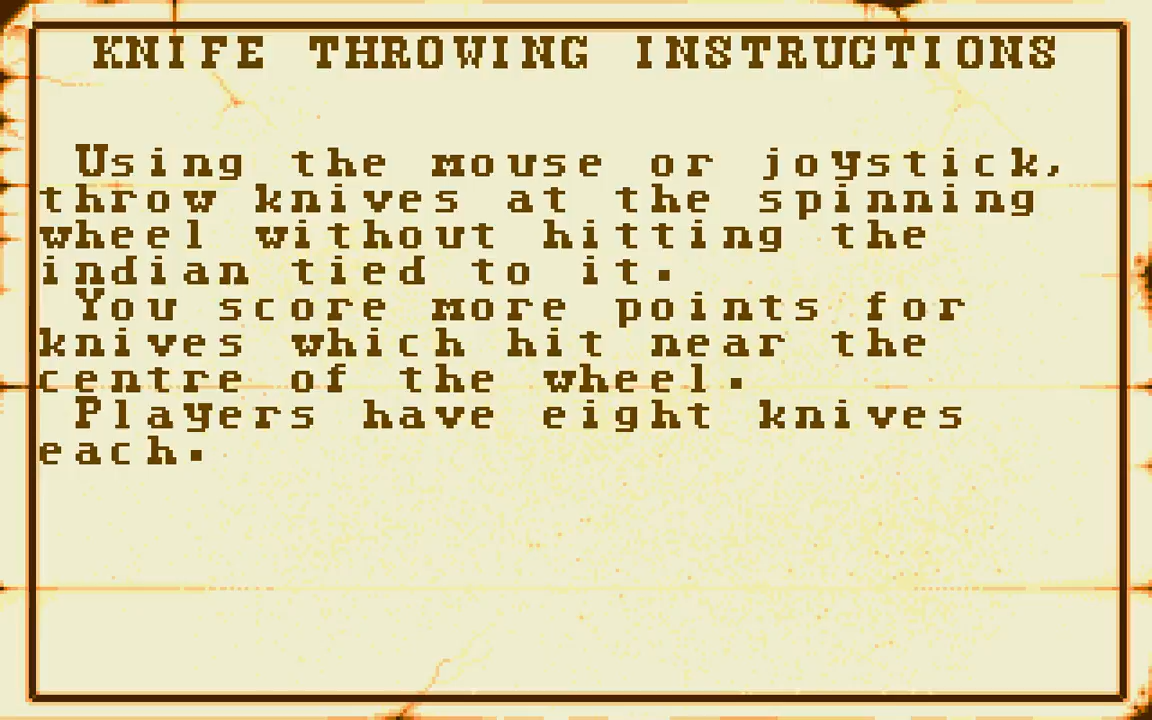 KNIFE THROWING INSTRUCTIONS
Using the mouse or joystick,
throw knives at the spinning
wheel without hitting the
indian tied to it.
You score more points for
knives which hit near the
centre of the wheel.
Players have eight knives
each.